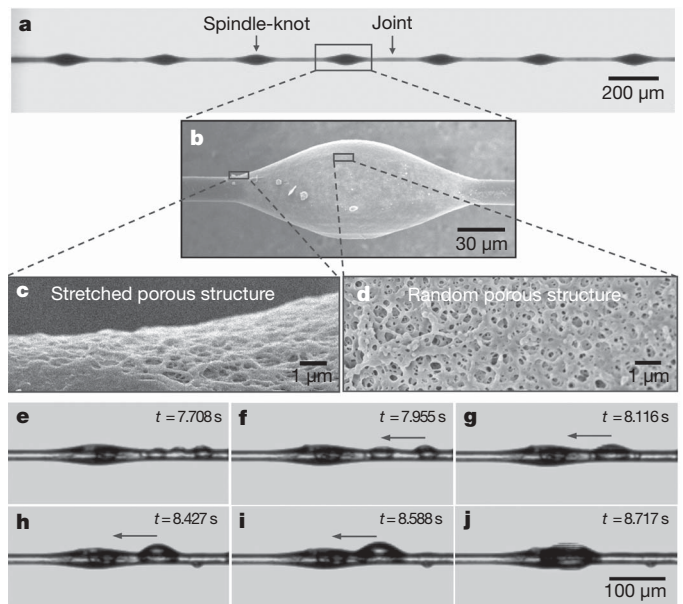 a
Spindle-knot
Joint
200 µm
b
30 µm
c
Stretched porous structure
1 µm
d
Random porous structure
1 µm
e
t = 7.708 s
f
t = 7.955 s
g
t = 8.116 s
h
t = 8.427 s
i
t = 8.588 s
j
t = 8.717 s
100 µm